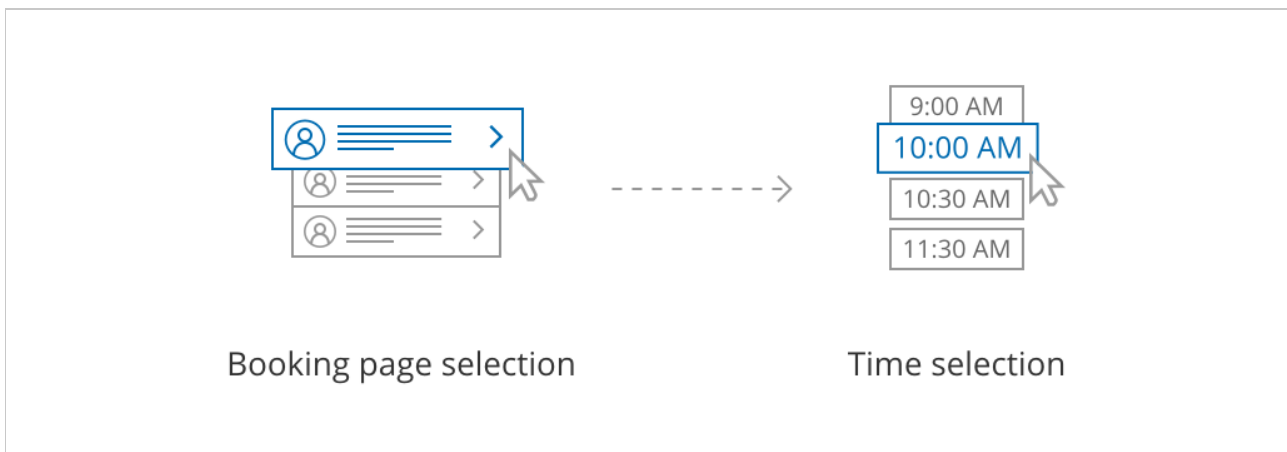 9:00 AM
10:00 AM
10:30 AM
11:30 AM
Booking page selection
Time selection